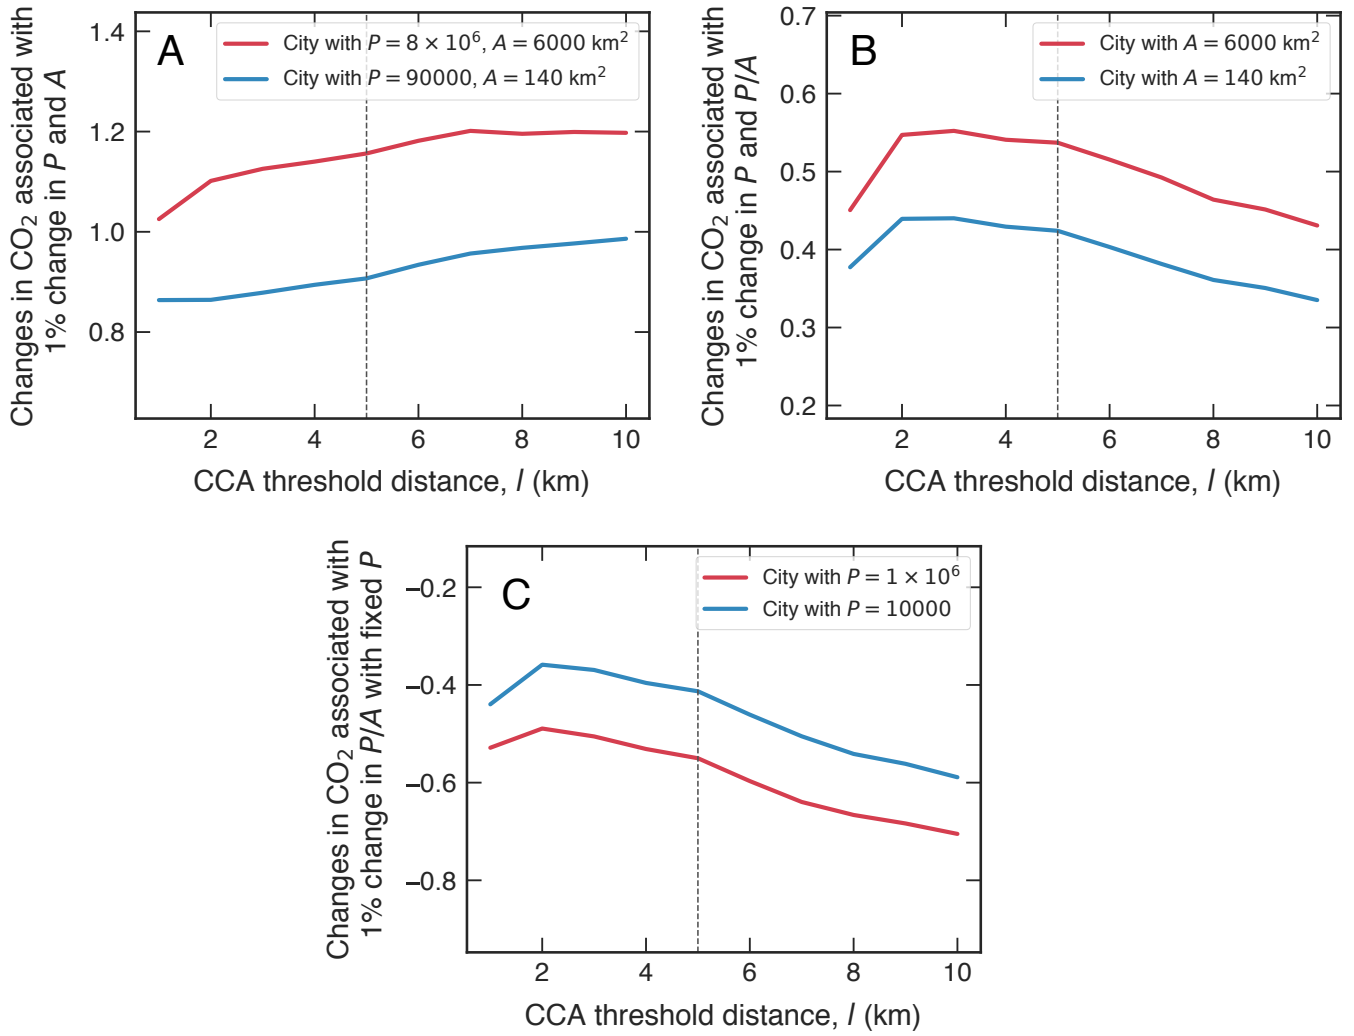 A
City with P = 8 × 10⁶, A = 6000 km²
City with P = 90000, A = 140 km²
Changes in CO₂ associated with
1% change in P and A
1.4
1.2
1.0
0.8
2 4 6 8 10
CCA threshold distance, l (km)
B
City with A = 6000 km²
City with A = 140 km²
Changes in CO₂ associated with
1% change in P and P/A
0.7
0.6
0.5
0.4
0.3
0.2
2 4 6 8 10
CCA threshold distance, l (km)
C
City with P = 1 × 10⁶
City with P = 10000
Changes in CO₂ associated with
1% change in P/A with fixed P
−0.2
−0.4
−0.6
−0.8
2 4 6 8 10
CCA threshold distance, l (km)